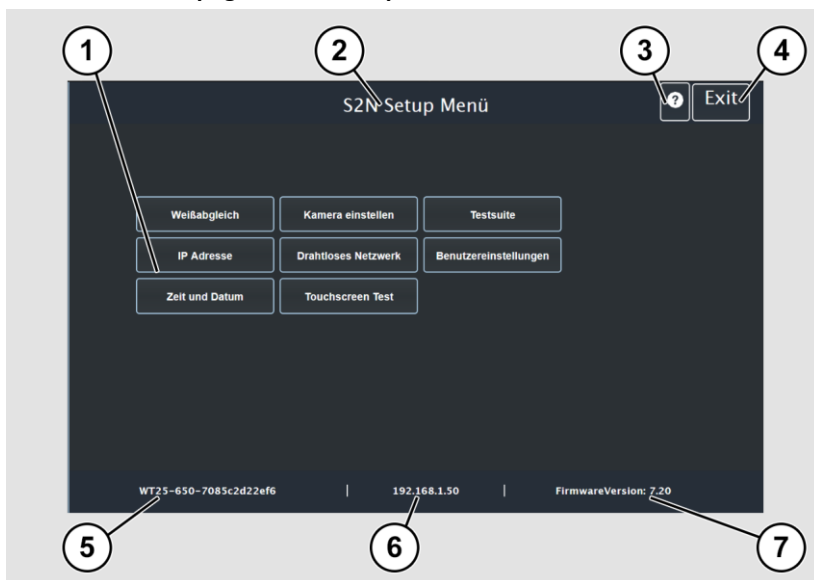 1 2 3 4
S2N Setup Menü ? Exit
Weißabgleich Kamera einstellen Testsuite
IP Adresse Drahtloses Netzwerk Benutzereinstellungen
Zeit und Datum Touchscreen Test
WT25-650-7085c2d22ef6 | 192.168.1.50 | FirmwareVersion: 7.20
5 6 7